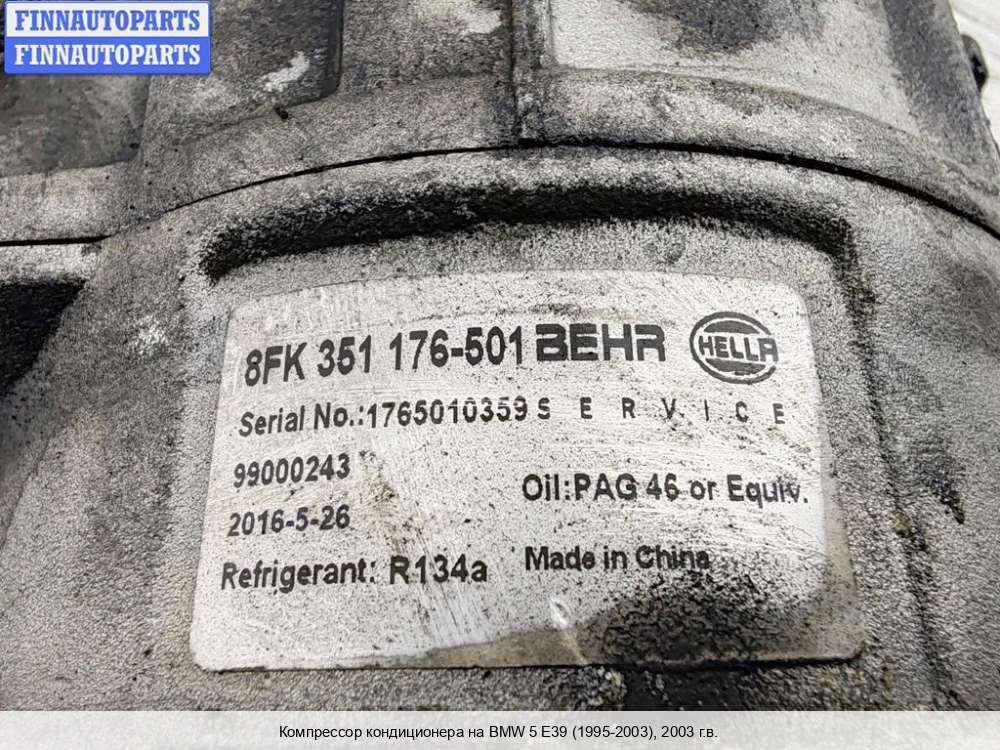 FINNAUTOPARTS
FINNAUTOPARTS
8FK 351 176-501 BEHR HELLA
Serial No.:1765010359 SERVICE
99000243
2016-5-26
Oil:PAG 46 or Equiv.
Refrigerant: R134a
Made in China
Компрессор кондиционера на BMW 5 E39 (1995-2003), 2003 г.в.